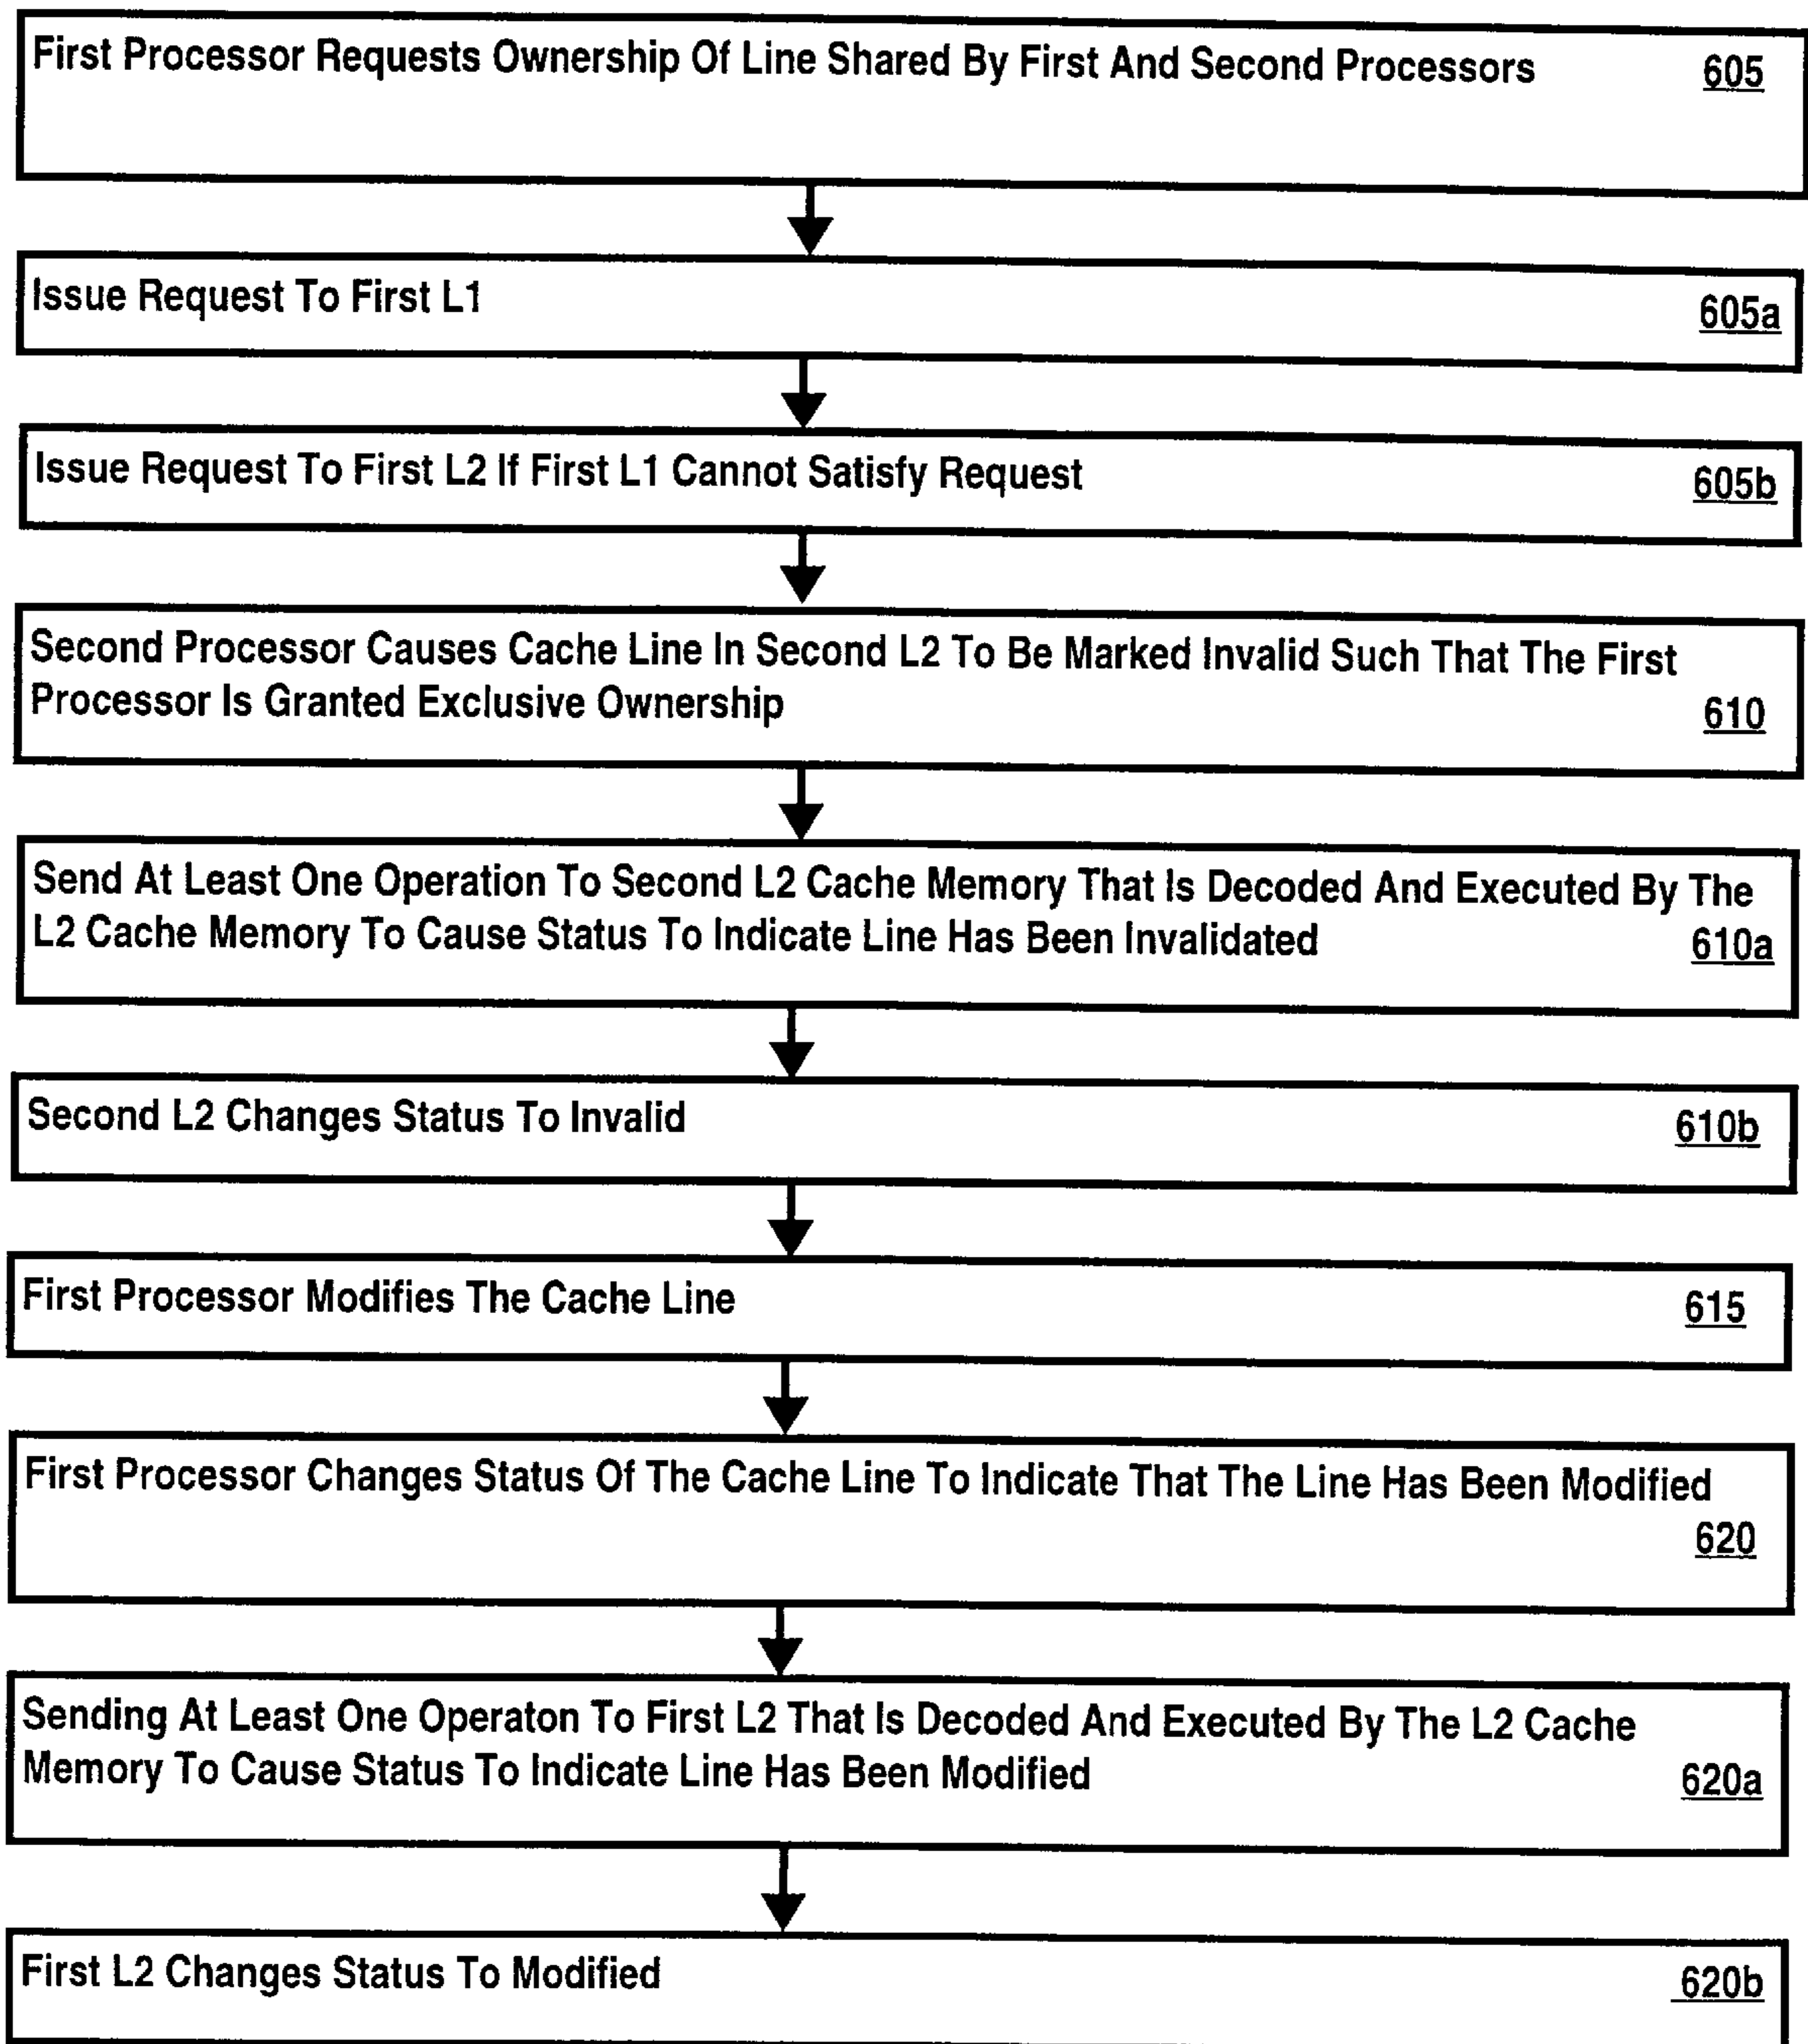 First Processor Requests Ownership Of Line Shared By First And Second Processors 605
Issue Request To First L1 605a
Issue Request To First L2 If First L1 Cannot Satisfy Request 605b
Second Processor Causes Cache Line In Second L2 To Be Marked Invalid Such That The First
Processor Is Granted Exclusive Ownership 610
Send At Least One Operation To Second L2 Cache Memory That Is Decoded And Executed By The
L2 Cache Memory To Cause Status To Indicate Line Has Been Invalidated 610a
Second L2 Changes Status To Invalid 610b
First Processor Modifies The Cache Line 615
First Processor Changes Status Of The Cache Line To Indicate That The Line Has Been Modified
620
Sending At Least One Operaton To First L2 That Is Decoded And Executed By The L2 Cache
Memory To Cause Status To Indicate Line Has Been Modified 620a
First L2 Changes Status To Modified 620b